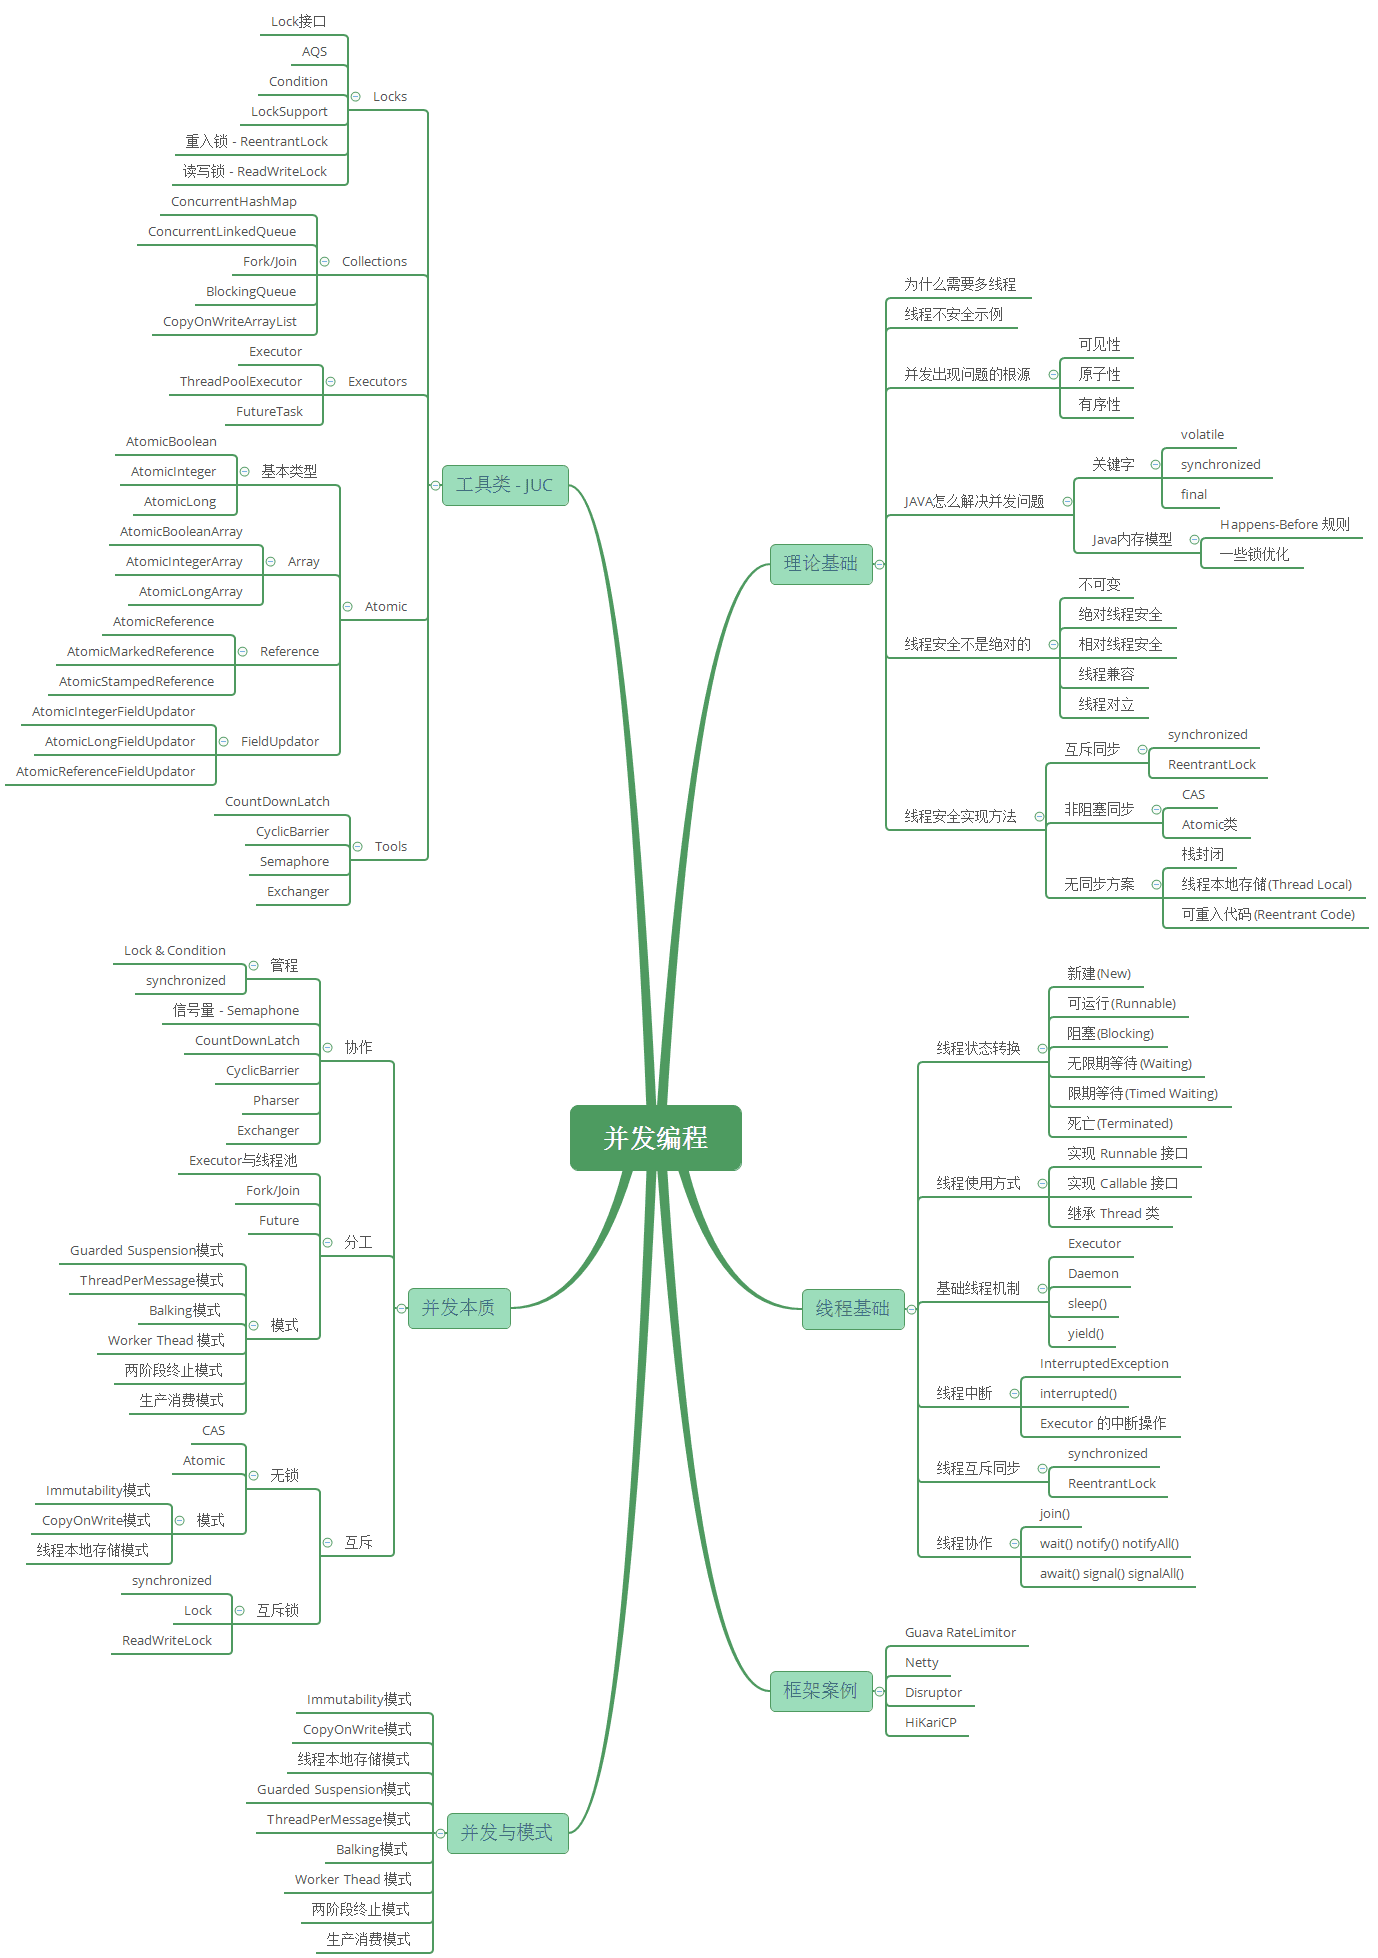 并发编程
理论基础
为什么需要多线程
线程不安全示例
并发出现问题的根源
可见性
原子性
有序性
JAVA怎么解决并发问题
关键字
volatile
synchronized
final
Java内存模型
Happens-Before 规则
一些锁优化
线程安全不是绝对的
不可变
绝对线程安全
相对线程安全
线程兼容
线程对立
线程安全实现方法
互斥同步
synchronized
ReentrantLock
非阻塞同步
CAS
Atomic类
无同步方案
栈封闭
线程本地存储(Thread Local)
可重入代码(Reentrant Code)
线程基础
线程状态转换
新建(New)
可运行(Runnable)
阻塞(Blocking)
无限期等待(Waiting)
限期等待(Timed Waiting)
死亡(Terminated)
线程使用方式
实现 Runnable 接口
实现 Callable 接口
继承 Thread 类
基础线程机制
Executor
Daemon
sleep()
yield()
线程中断
InterruptedException
interrupted()
Executor 的中断操作
线程互斥同步
synchronized
ReentrantLock
线程协作
join()
wait() notify() notifyAll()
await() signal() signalAll()
框架案例
Guava RateLimitor
Netty
Disruptor
HiKariCP
工具类 - JUC
Locks
Lock接口
AQS
Condition
LockSupport
重入锁 - ReentrantLock
读写锁 - ReadWriteLock
Collections
ConcurrentHashMap
ConcurrentLinkedQueue
Fork/Join
BlockingQueue
CopyOnWriteArrayList
Executors
Executor
ThreadPoolExecutor
FutureTask
Atomic
基本类型
AtomicBoolean
AtomicInteger
AtomicLong
Array
AtomicBooleanArray
AtomicIntegerArray
AtomicLongArray
Reference
AtomicReference
AtomicMarkedReference
AtomicStampedReference
FieldUpdator
AtomicIntegerFieldUpdator
AtomicLongFieldUpdator
AtomicReferenceFieldUpdator
Tools
CountDownLatch
CyclicBarrier
Semaphore
Exchanger
并发本质
协作
管程
Lock & Condition
synchronized
信号量 - Semaphone
CountDownLatch
CyclicBarrier
Pharser
Exchanger
分工
Executor与线程池
Fork/Join
Future
模式
Guarded Suspension模式
ThreadPerMessage模式
Balking模式
Worker Thead 模式
两阶段终止模式
生产消费模式
互斥
无锁
CAS
Atomic
模式
Immutability模式
CopyOnWrite模式
线程本地存储模式
互斥锁
synchronized
Lock
ReadWriteLock
并发与模式
Immutability模式
CopyOnWrite模式
线程本地存储模式
Guarded Suspension模式
ThreadPerMessage模式
Balking模式
Worker Thead 模式
两阶段终止模式
生产消费模式